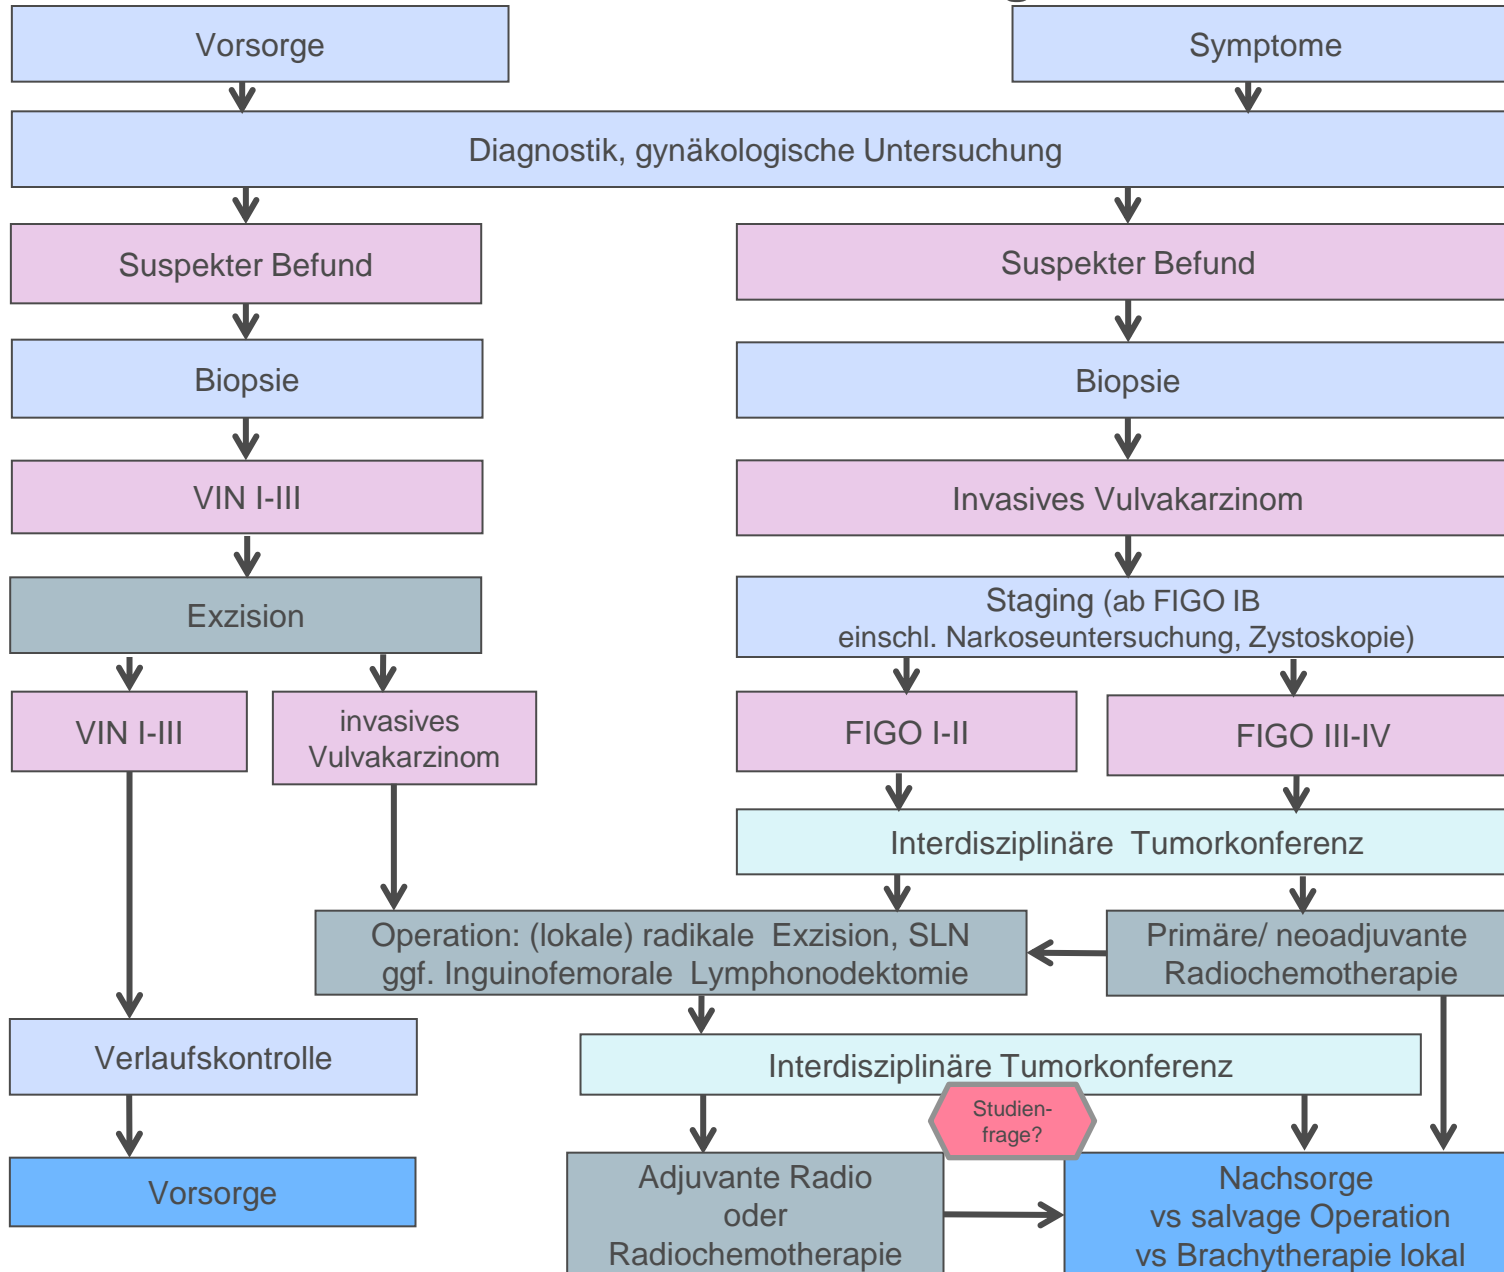 Vorsorge
Symptome
Diagnostik, gynäkologische Untersuchung
Suspekter Befund
Suspekter Befund
Biopsie
Biopsie
VIN I-III
Invasives Vulvakarzinom
Exzision
Staging (ab FIGO IB
einschl. Narkoseuntersuchung, Zystoskopie)
VIN I-III
invasives
Vulvakarzinom
FIGO I-II
FIGO III-IV
Interdisziplinäre Tumorkonferenz
Operation: (lokale) radikale Exzision, SLN
ggf. Inguinofemorale Lymphonodektomie
Primäre/ neoadjuvante
Radiochemotherapie
Verlaufskontrolle
Interdisziplinäre Tumorkonferenz
Studien-
frage?
Vorsorge
Adjuvante Radio
oder
Radiochemotherapie
Nachsorge
vs salvage Operation
vs Brachytherapie lokal